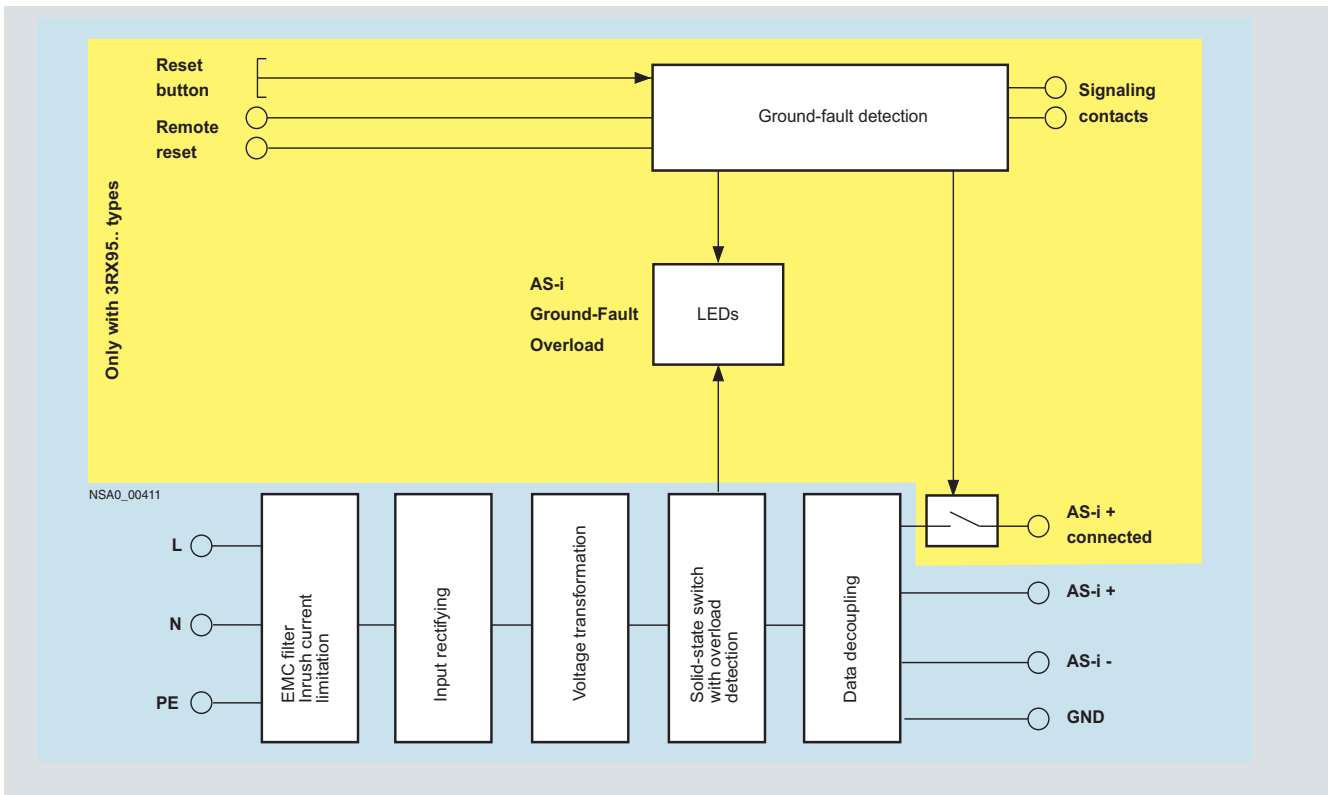 Reset
button
Remote
reset
Ground-fault detection
Signaling
contacts
Only with 3RX95.. types
AS-i
Ground-Fault
Overload
LEDs
NSA0_00411
L
N
PE
EMC filter
Inrush current
limitation
Input rectifying
Voltage transformation
Solid-state switch
with overload
detection
Data decoupling
AS-i +
connected
AS-i +
AS-i -
GND